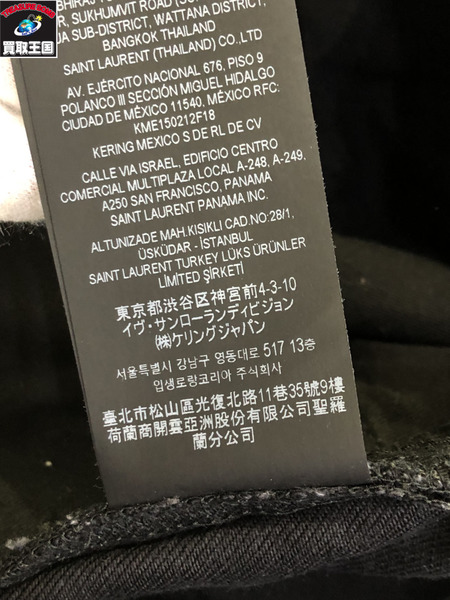 買取王国
R, SUKHUMVIT ROAD
SUB-DISTRICT, WATTANA DISTRICT,
BANGKOK THAILAND
SAINT LAURENT (THAILAND) CO.,LTD
AV. EJÉRCITO NACIONAL 676, PISO 9
POLANCO III SECCIÓN MIGUEL HIDALGO
CIUDAD DE MÉXICO 11540, MÉXICO RFC:
KME150212F18
KERING MEXICO S DE RL DE CV
CALLE VIA ISRAEL, EDIFICIO CENTRO
COMERCIAL MULTIPLAZA LOCAL A-248, A-249,
A250 SAN FRANCISCO, PANAMA
SAINT LAURENT PANAMA INC.
ALTUNIZADE MAH.KISIKLI CAD.NO:28/1,
ÜSKÜDAR - İSTANBUL
SAINT LAURENT TURKEY LÜKS ÜRÜNLER
LİMİTED ŞİRKETİ
東京都渋谷区神宮前4-3-10
イヴ・サンローランディビジョン
㈱ケリングジャパン
서울특별시 강남구 영동대로 517 13층
입생로랑코리아 주식회사
臺北市松山區光復北路11巷35號9樓
荷蘭商開雲亞洲股份有限公司聖羅
蘭分公司